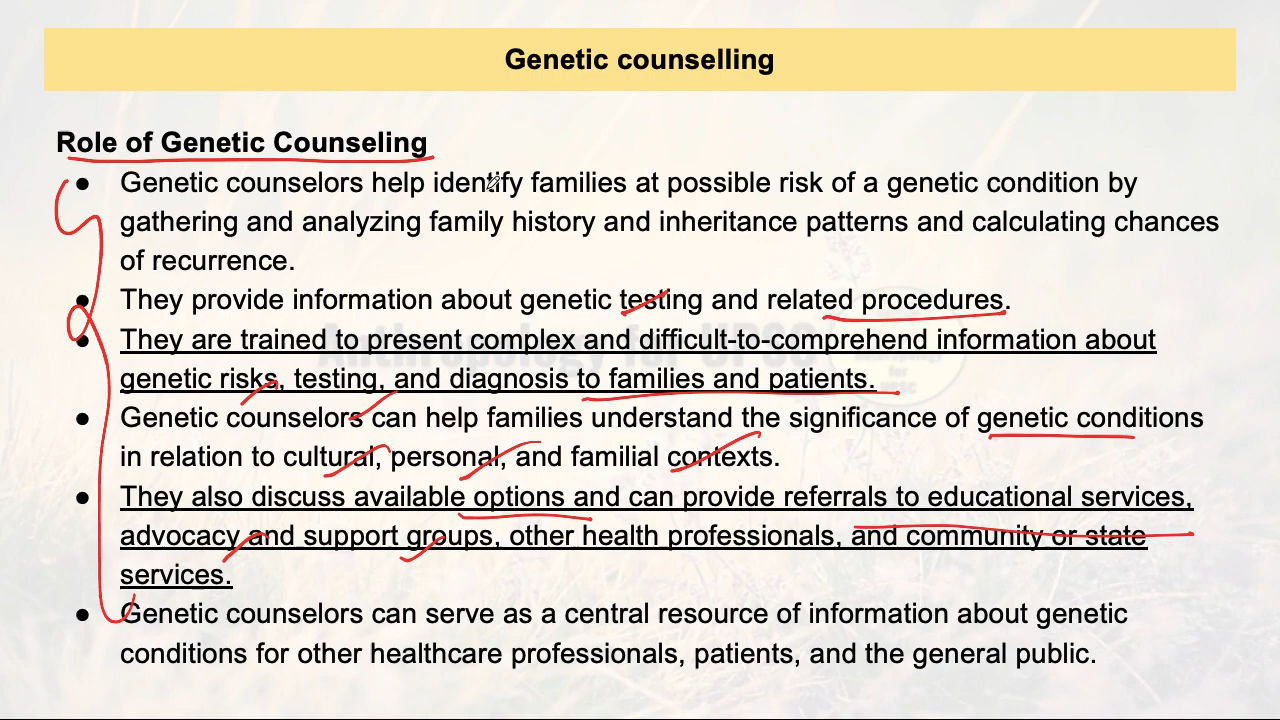 Genetic counselling
Role of Genetic Counseling
● Genetic counselors help identify families at possible risk of a genetic condition by
gathering and analyzing family history and inheritance patterns and calculating chances
of recurrence.
● They provide information about genetic testing and related procedures.
● They are trained to present complex and difficult-to-comprehend information about
genetic risks, testing, and diagnosis to families and patients.
● Genetic counselors can help families understand the significance of genetic conditions
in relation to cultural, personal, and familial contexts.
● They also discuss available options and can provide referrals to educational services,
advocacy and support groups, other health professionals, and community or state
services.
● Genetic counselors can serve as a central resource of information about genetic
conditions for other healthcare professionals, patients, and the general public.
Anthropology for UPSC
for
UPSC